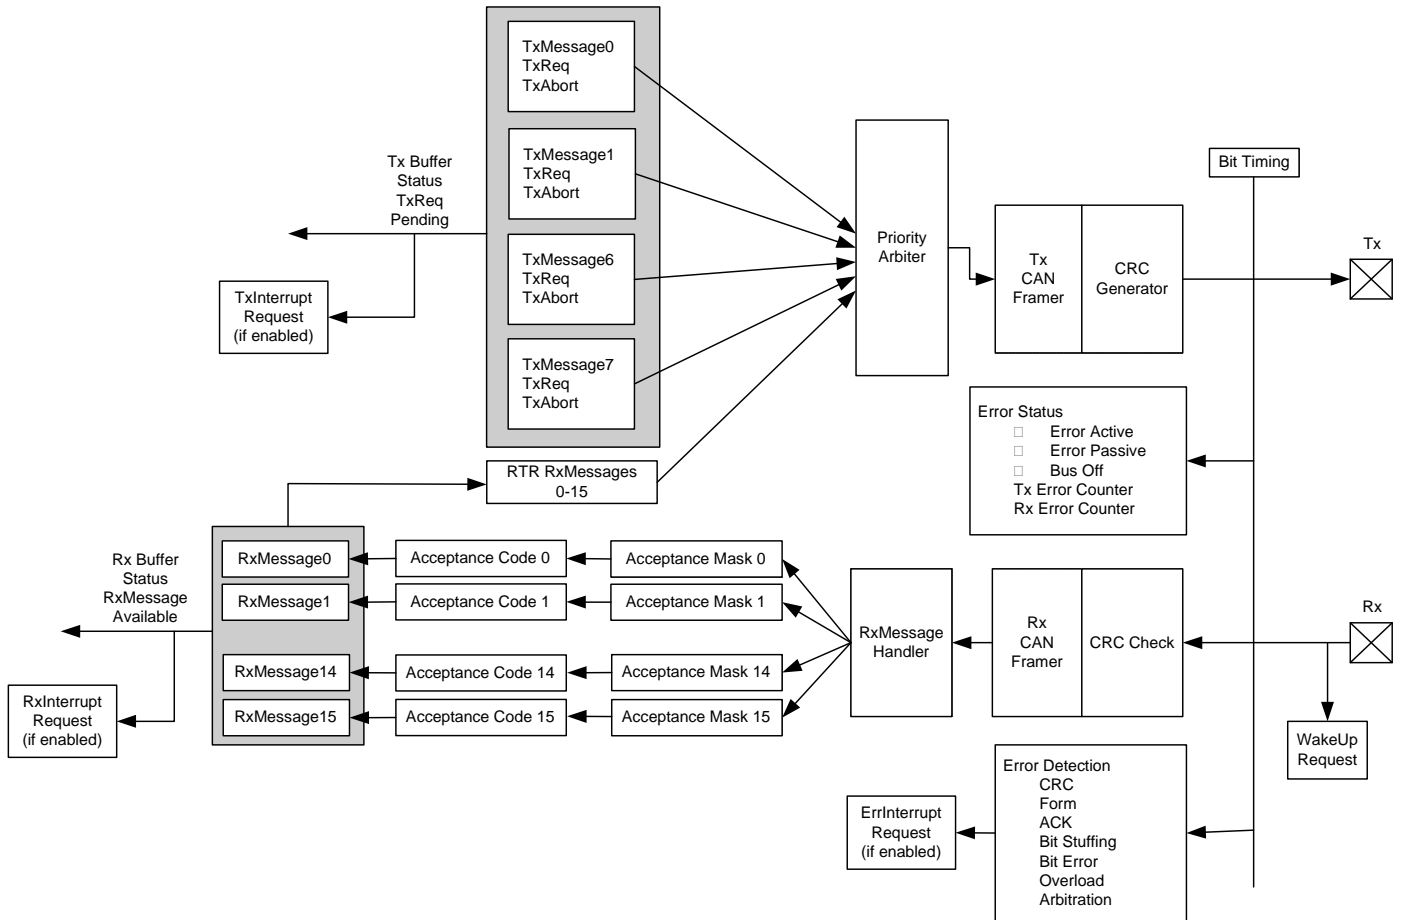 TxMessage0
TxReq
TxAbort
TxMessage1
TxReq
TxAbort
TxMessage6
TxReq
TxAbort
TxMessage7
TxReq
TxAbort
Tx Buffer
Status
TxReq
Pending
TxInterrupt
Request
(if enabled)
Priority
Arbiter
Tx
CAN
Framer
CRC
Generator
Bit Timing
Tx
Error Status
Error Active
Error Passive
Bus Off
Tx Error Counter
Rx Error Counter
RTR RxMessages
0-15
Rx Buffer
Status
RxMessage
Available
RxInterrupt
Request
(if enabled)
RxMessage0
Acceptance Code 0
Acceptance Mask 0
RxMessage1
Acceptance Code 1
Acceptance Mask 1
RxMessage14
Acceptance Code 14
Acceptance Mask 14
RxMessage15
Acceptance Code 15
Acceptance Mask 15
RxMessage
Handler
Rx
CAN
Framer
CRC Check
Rx
WakeUp
Request
ErrInterrupt
Request
(if enabled)
Error Detection
CRC
Form
ACK
Bit Stuffing
Bit Error
Overload
Arbitration